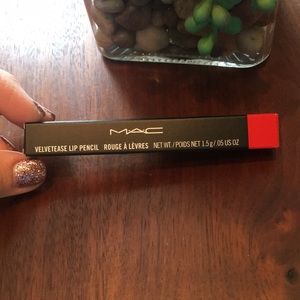 MAC
VELVETEASE LIP PENCIL ROUGE À LÈVRES NET WT./POIDS NET 1.5 g/.05 US OZ